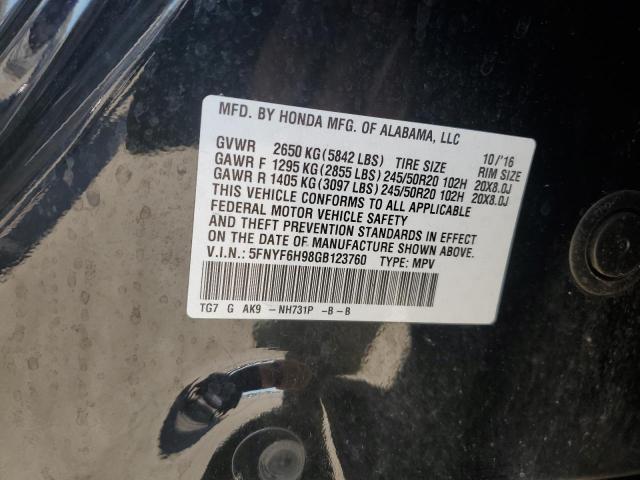 MFD. BY HONDA MFG. OF ALABAMA, LLC
10/'16
GVWR 2650 KG (5842 LBS) TIRE SIZE RIM SIZE
GAWR F 1295 KG (2855 LBS) 245/50R20 102H 20X8.0J
GAWR R 1405 KG (3097 LBS) 245/50R20 102H 20X8.0J
THIS VEHICLE CONFORMS TO ALL APPLICABLE
FEDERAL MOTOR VEHICLE SAFETY
AND THEFT PREVENTION STANDARDS IN EFFECT
ON THE DATE OF MANUFACTURE SHOWN ABOVE.
V.I.N.: 5FNYF6H98GB123760 TYPE: MPV
TG7 G AK9 - NH731P - B - B